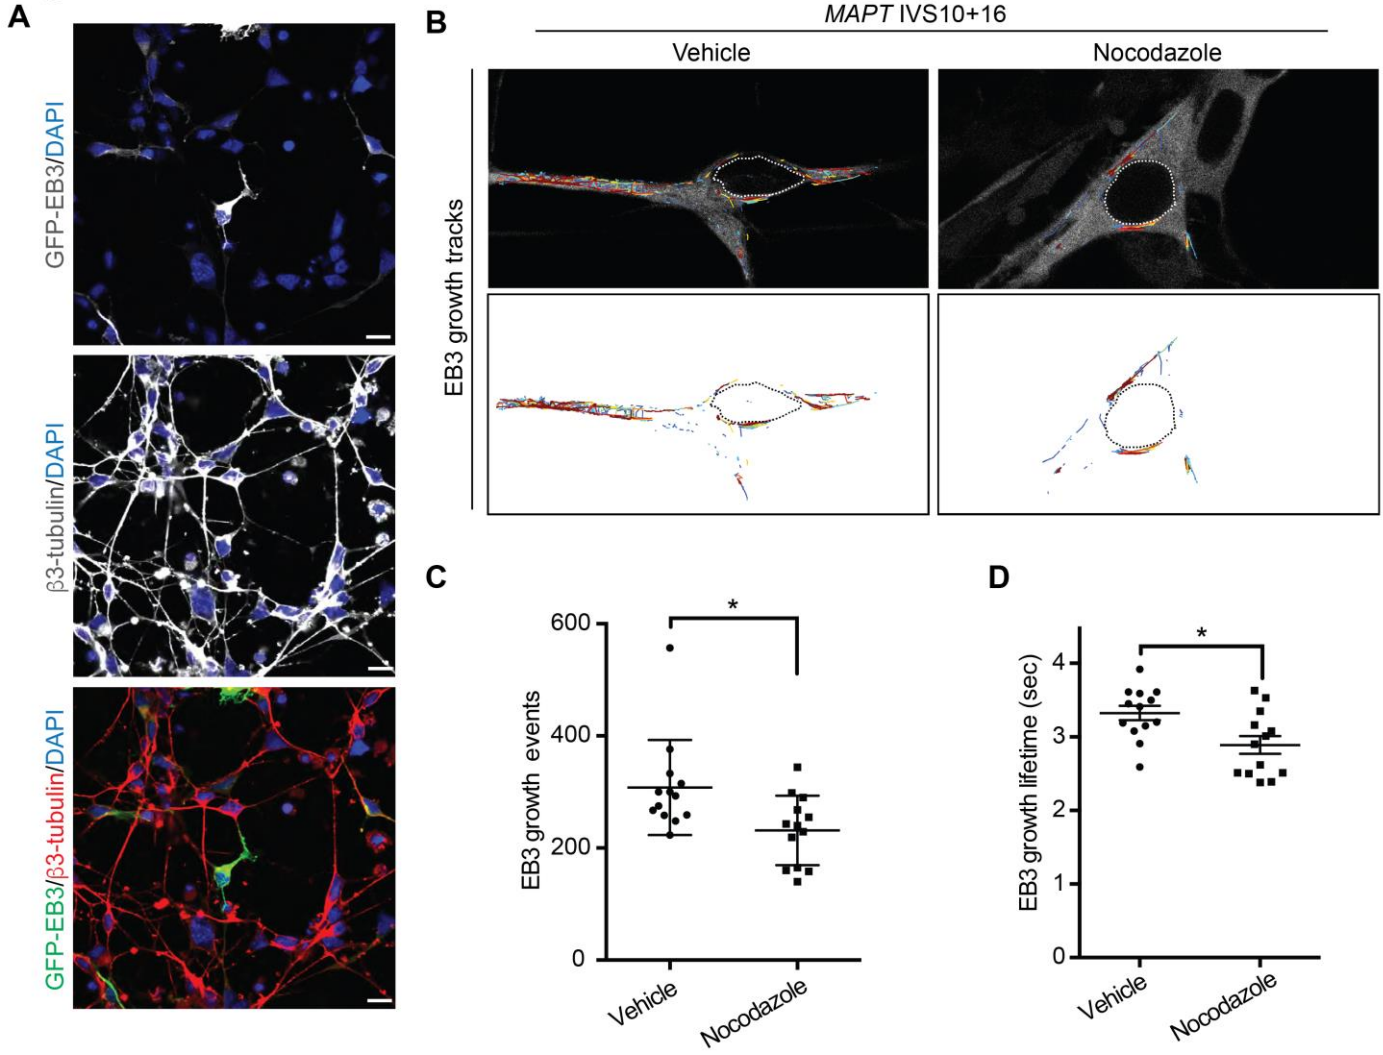 A
GFP-EB3/DAPI
β3-tubulin/DAPI
GFP-EB3/β3-tubulin/DAPI
B
MAPT IVS10+16
Vehicle
Nocodazole
EB3 growth tracks
C
EB3 growth events
600
400
200
0
*
Vehicle
Nocodazole
D
EB3 growth lifetime (sec)
4
3
2
1
0
*
Vehicle
Nocodazole